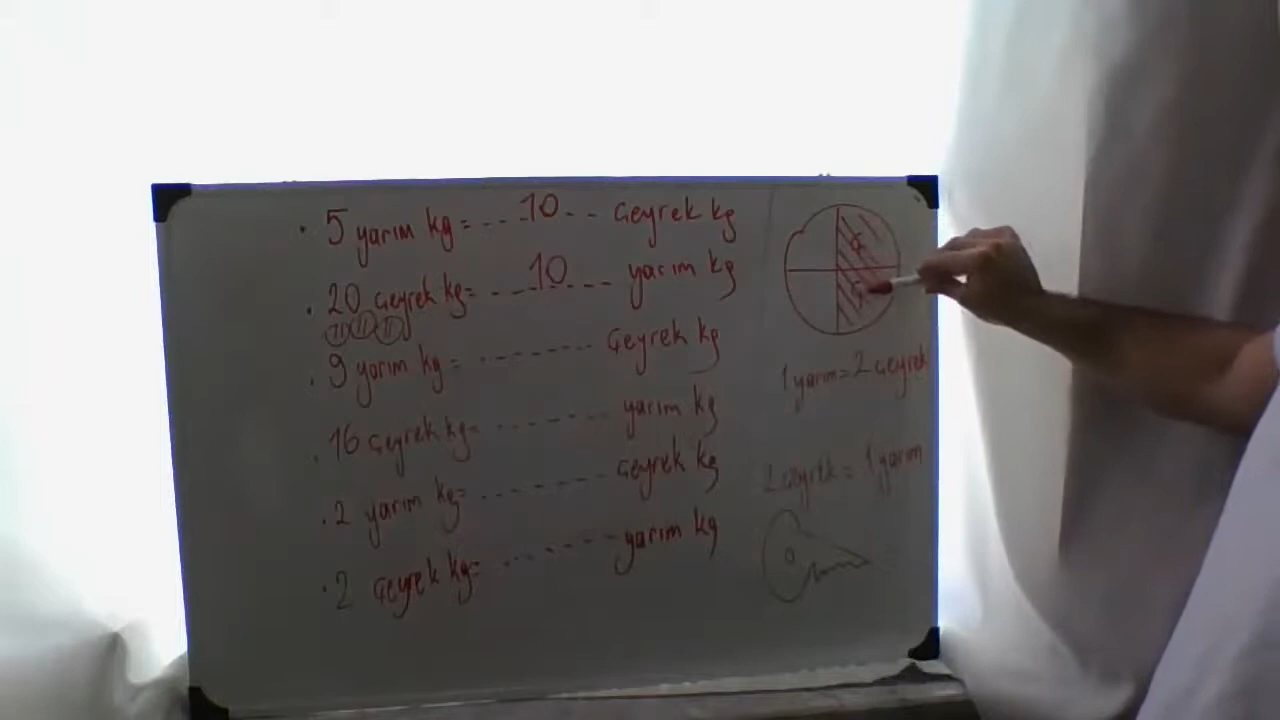 . 5 yarım kg = ... 10 ... Çeyrek kg
. 20 Çeyrek kg = ... 10 ... yarım kg
. 9 yarım kg = ........ Çeyrek kg
. 16 Çeyrek kg = ........ yarım kg
. 2 yarım kg = ........ Çeyrek kg
. 2 Çeyrek kg = ........ yarım kg
Ç
Ç
1 yarım = 2 Çeyrek
2 Çeyrek = 1 yarım